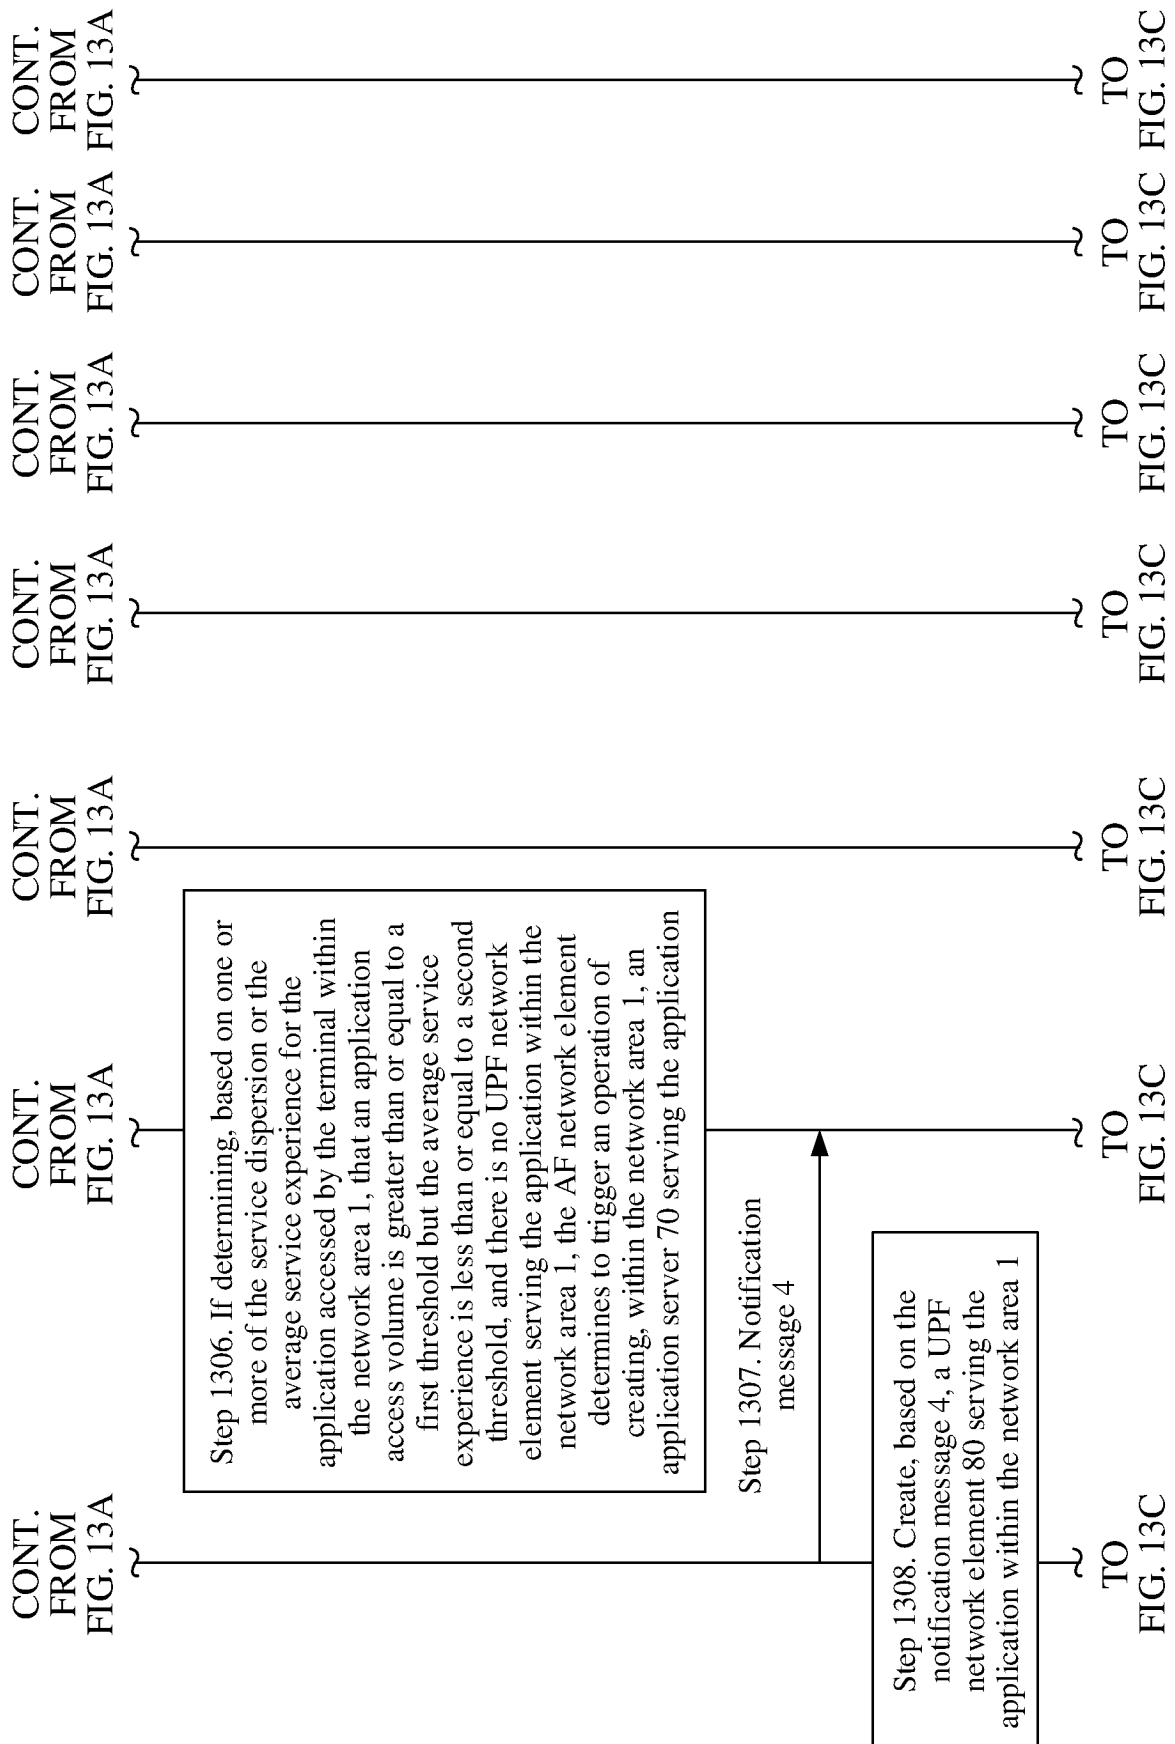 CONT.
FROM
FIG. 13A
CONT.
FROM
FIG. 13A
CONT.
FROM
FIG. 13A
CONT.
FROM
FIG. 13A
CONT.
FROM
FIG. 13A
CONT.
FROM
FIG. 13A
CONT.
FROM
FIG. 13A
Step 1306. If determining, based on one or
more of the service dispersion or the
average service experience for the
application accessed by the terminal within
the network area 1, that an application
access volume is greater than or equal to a
first threshold but the average service
experience is less than or equal to a second
threshold, and there is no UPF network
element serving the application within the
network area 1, the AF network element
determines to trigger an operation of
creating, within the network area 1, an
application server 70 serving the application
Step 1307. Notification
message 4
Step 1308. Create, based on the
notification message 4, a UPF
network element 80 serving the
application within the network area 1
TO
FIG. 13C
TO
FIG. 13C
TO
FIG. 13C
TO
FIG. 13C
TO
FIG. 13C
TO
FIG. 13C
TO
FIG. 13C